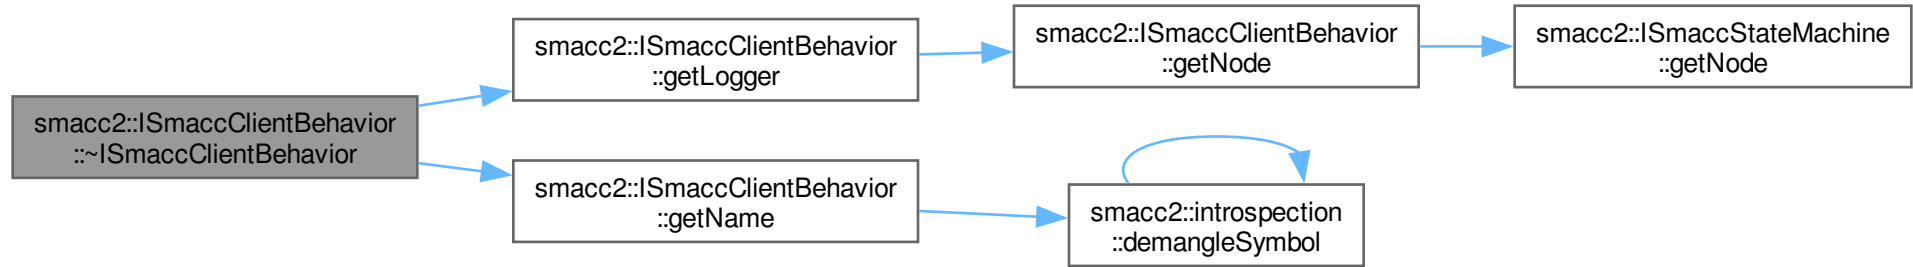 smacc2::ISmaccClientBehavior
::~ISmaccClientBehavior
smacc2::ISmaccClientBehavior
::getLogger
smacc2::ISmaccClientBehavior
::getNode
smacc2::ISmaccStateMachine
::getNode
smacc2::ISmaccClientBehavior
::getName
smacc2::introspection
::demangleSymbol